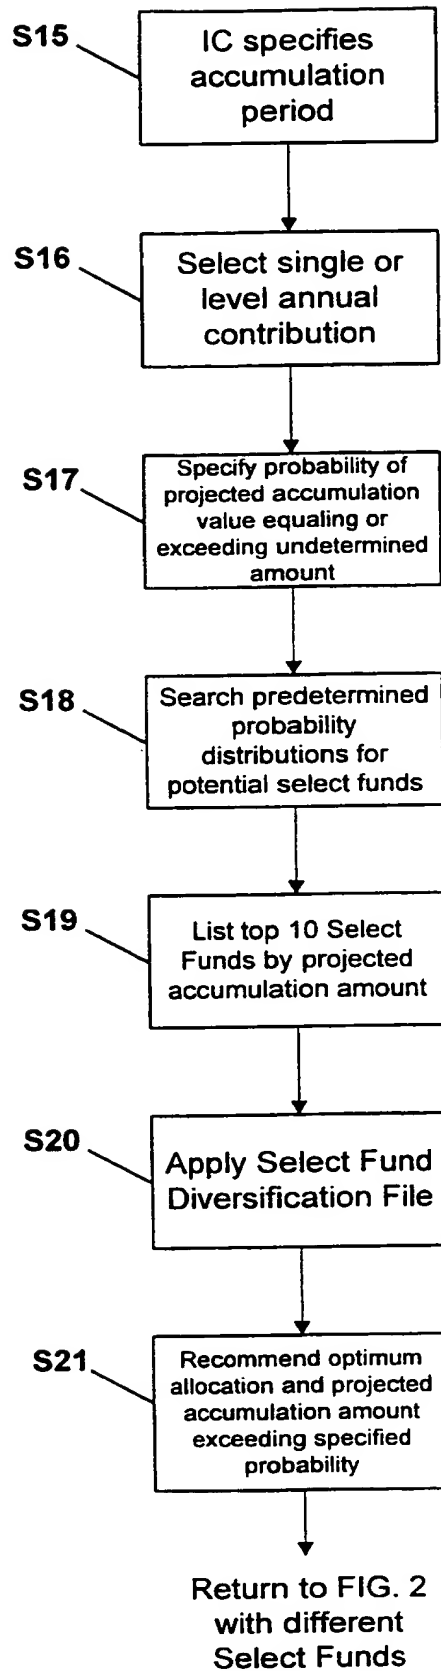 S15
IC specifies
accumulation
period
S16
Select single or
level annual
contribution
S17
Specify probability of
projected accumulation
value equaling or
exceeding undetermined
amount
S18
Search predetermined
probability
distributions for
potential select funds
S19
List top 10 Select
Funds by projected
accumulation amount
S20
Apply Select Fund
Diversification File
S21
Recommend optimum
allocation and projected
accumulation amount
exceeding specified
probability
Return to FIG. 2
with different
Select Funds